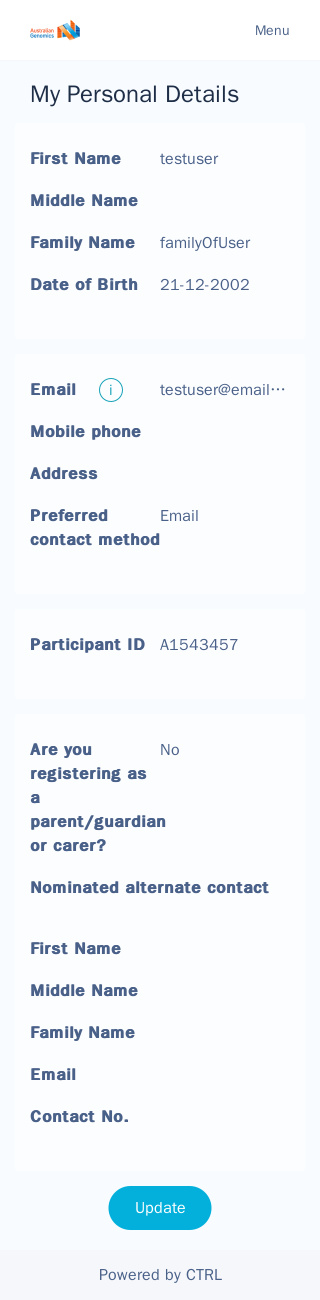 Australian
Genomics
Menu
My Personal Details
First Name testuser
Middle Name
Family Name familyOfUser
Date of Birth 21-12-2002
Email i testuser@email…
Mobile phone
Address
Preferred Email
contact method
Participant ID A1543457
Are you No
registering as
a
parent/guardian
or carer?
Nominated alternate contact
First Name
Middle Name
Family Name
Email
Contact No.
Update
Powered by CTRL